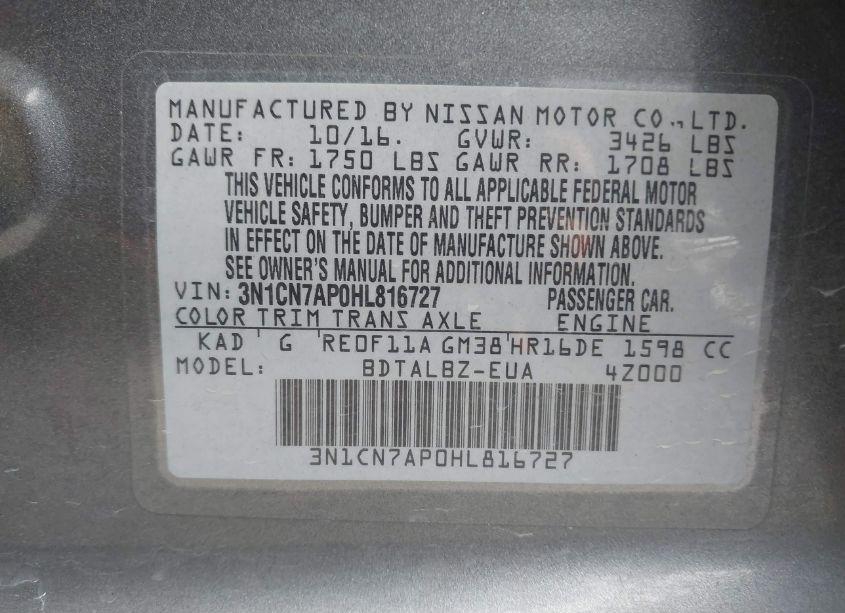 MANUFACTURED BY NISSAN MOTOR CO., LTD.
DATE: 10/16. GVWR: 3426 LBS
GAWR FR: 1750 LBS GAWR RR: 1708 LBS
THIS VEHICLE CONFORMS TO ALL APPLICABLE FEDERAL MOTOR
VEHICLE SAFETY, BUMPER AND THEFT PREVENTION STANDARDS
IN EFFECT ON THE DATE OF MANUFACTURE SHOWN ABOVE.
SEE OWNER'S MANUAL FOR ADDITIONAL INFORMATION.
VIN: 3N1CN7AP0HL816727 PASSENGER CAR.
COLOR TRIM TRANS AXLE ENGINE
KAD G RE0F11A GM38 HR16DE 1598 CC
MODEL: BDTALBZ-EUA 4Z000
3N1CN7AP0HL816727